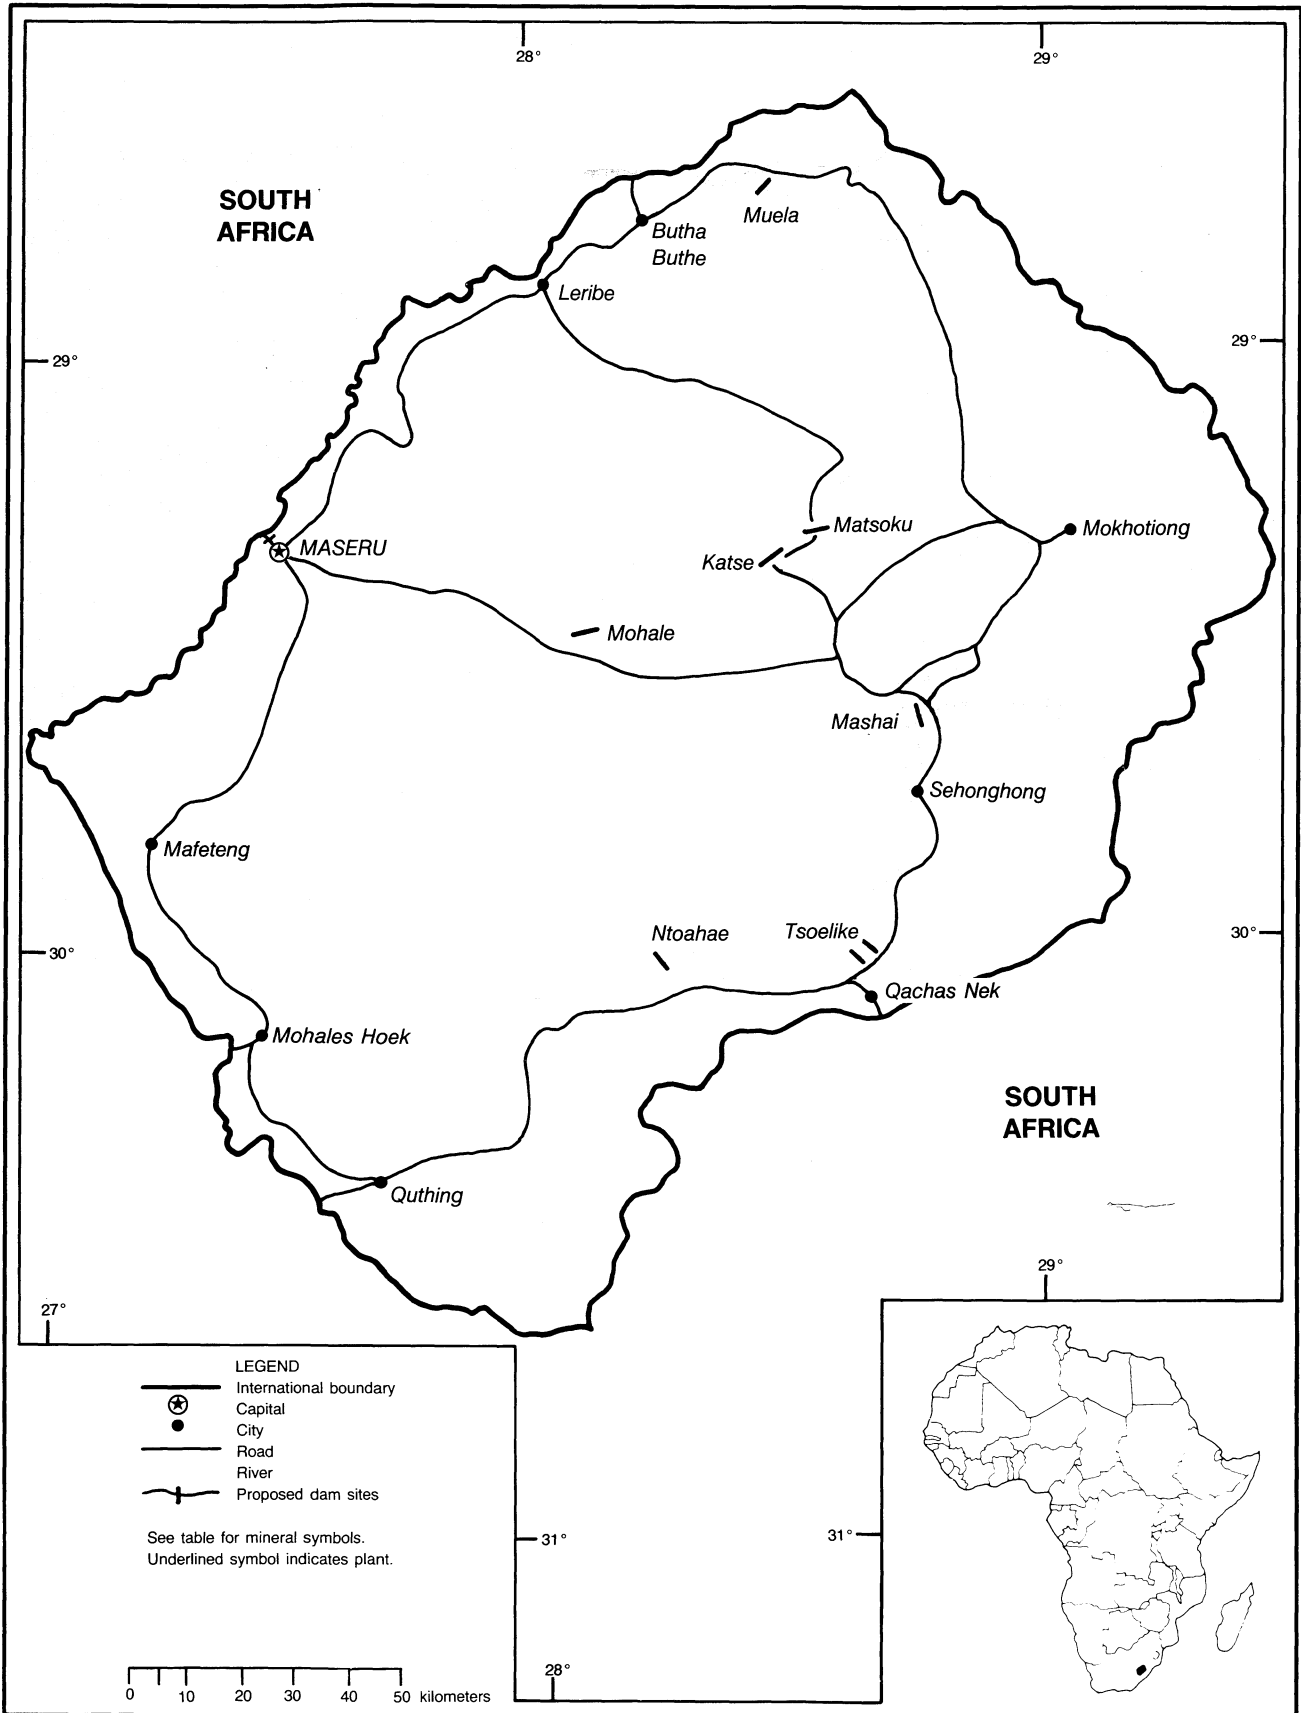 28°
29°
SOUTH
AFRICA
Muela
Butha
Buthe
Leribe
29°
29°
Matsoku
Mokhotiong
MASERU
Katse
Mohale
Mashai
Sehonghong
Mafeteng
Ntoahae
Tsoelike
30°
30°
Qachas Nek
Mohales Hoek
SOUTH
AFRICA
Quthing
29°
27°
LEGEND
International boundary
Capital
City
Road
River
Proposed dam sites
See table for mineral symbols.
Underlined symbol indicates plant.
31°
31°
28°
0 10 20 30 40 50 kilometers